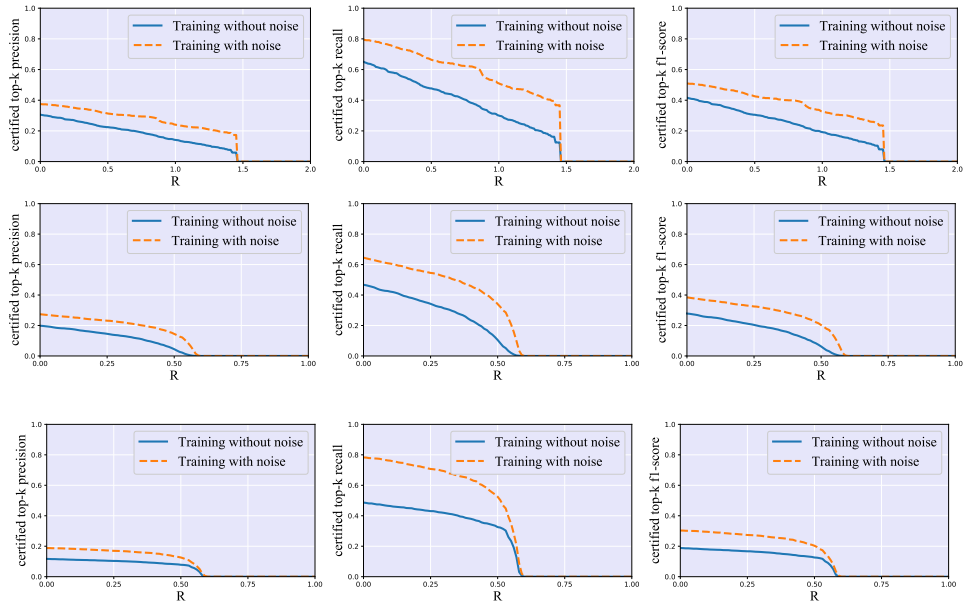 certified top-k precision
1.0
0.8
0.6
0.4
0.2
0.0
Training without noise
Training with noise
0.0 0.5 1.0 1.5 2.0
R
certified top-k recall
1.0
0.8
0.6
0.4
0.2
0.0
Training without noise
Training with noise
0.0 0.5 1.0 1.5 2.0
R
certified top-k f1-score
1.0
0.8
0.6
0.4
0.2
0.0
Training without noise
Training with noise
0.0 0.5 1.0 1.5 2.0
R
certified top-k precision
1.0
0.8
0.6
0.4
0.2
0.0
Training without noise
Training with noise
0.00 0.25 0.50 0.75 1.00
R
certified top-k recall
1.0
0.8
0.6
0.4
0.2
0.0
Training without noise
Training with noise
0.00 0.25 0.50 0.75 1.00
R
certified top-k f1-score
1.0
0.8
0.6
0.4
0.2
0.0
Training without noise
Training with noise
0.00 0.25 0.50 0.75 1.00
R
certified top-k precision
1.0
0.8
0.6
0.4
0.2
0.0
Training without noise
Training with noise
0.00 0.25 0.50 0.75 1.00
R
certified top-k recall
1.0
0.8
0.6
0.4
0.2
0.0
Training without noise
Training with noise
0.00 0.25 0.50 0.75 1.00
R
certified top-k f1-score
1.0
0.8
0.6
0.4
0.2
0.0
Training without noise
Training with noise
0.00 0.25 0.50 0.75 1.00
R